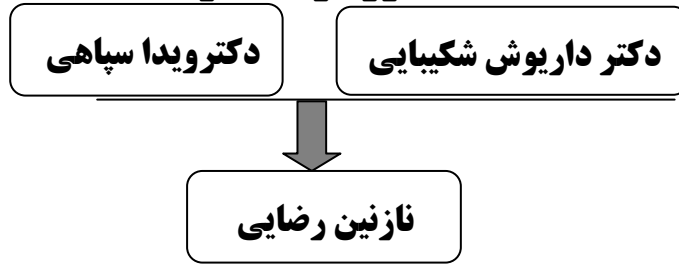 دکتر داریوش شکیبایی
دکترویدا سپاهی
نازنین رضایی